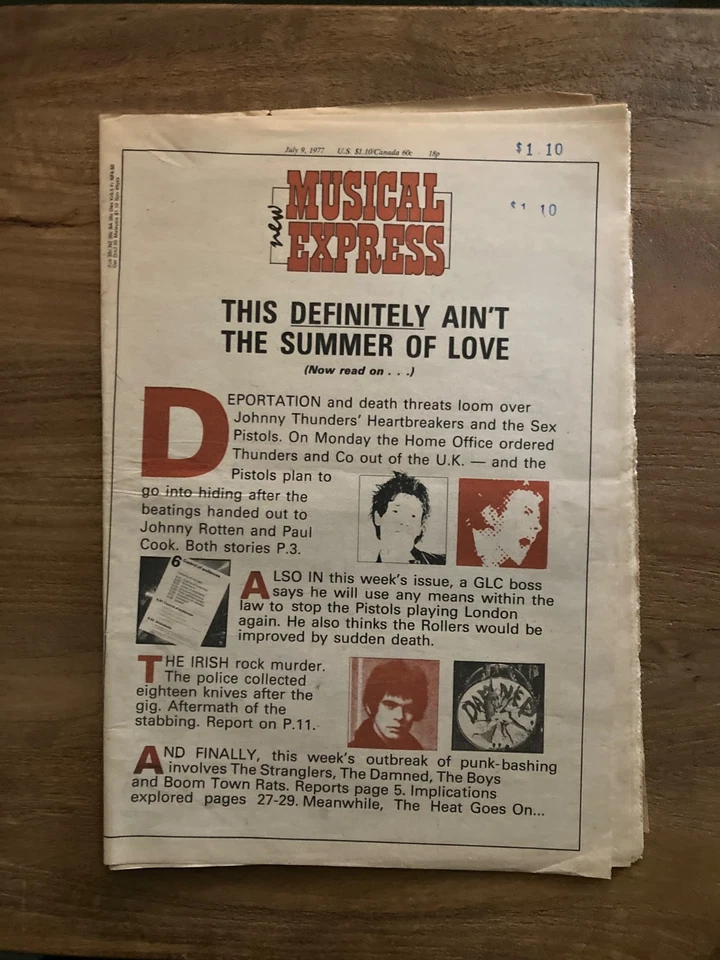 July 9, 1977 U.S. $1.10/Canada 60c 18p
$1.10
$1 10
new
MUSICAL
EXPRESS
THIS DEFINITELY AIN'T
THE SUMMER OF LOVE
(Now read on . . .)
DEPORTATION and death threats loom over
Johnny Thunders' Heartbreakers and the Sex
Pistols. On Monday the Home Office ordered
Thunders and Co out of the U.K. — and the
Pistols plan to
go into hiding after the
beatings handed out to
Johnny Rotten and Paul
Cook. Both stories P.3.
6
ALSO IN this week's issue, a GLC boss
says he will use any means within the
law to stop the Pistols playing London
again. He also thinks the Rollers would be
improved by sudden death.
THE IRISH rock murder.
The police collected
eighteen knives after the
gig. Aftermath of the
stabbing. Report on P.11.
DAMNED
AND FINALLY, this week's outbreak of punk-bashing
involves The Stranglers, The Damned, The Boys
and Boom Town Rats. Reports page 5. Implications
explored pages 27-29. Meanwhile, The Heat Goes On...